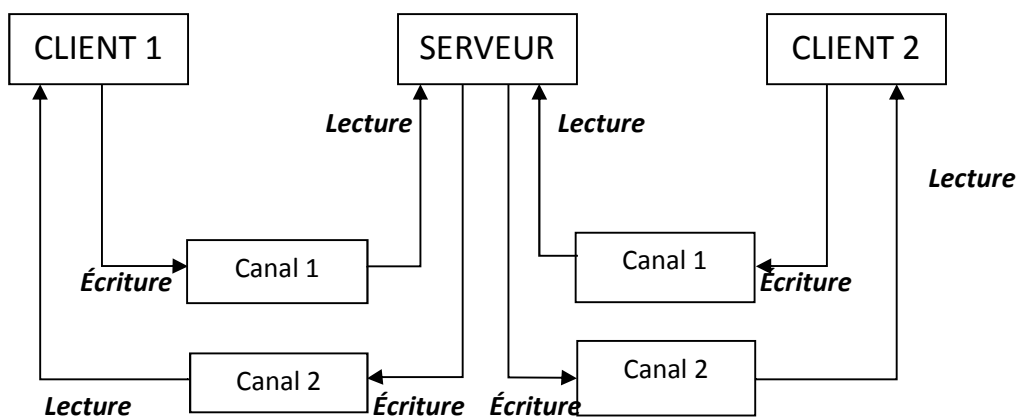 CLIENT 1
SERVEUR
CLIENT 2
Lecture
Lecture
Lecture
Canal 1
Canal 1
Écriture
Écriture
Canal 2
Canal 2
Lecture
Écriture
Écriture